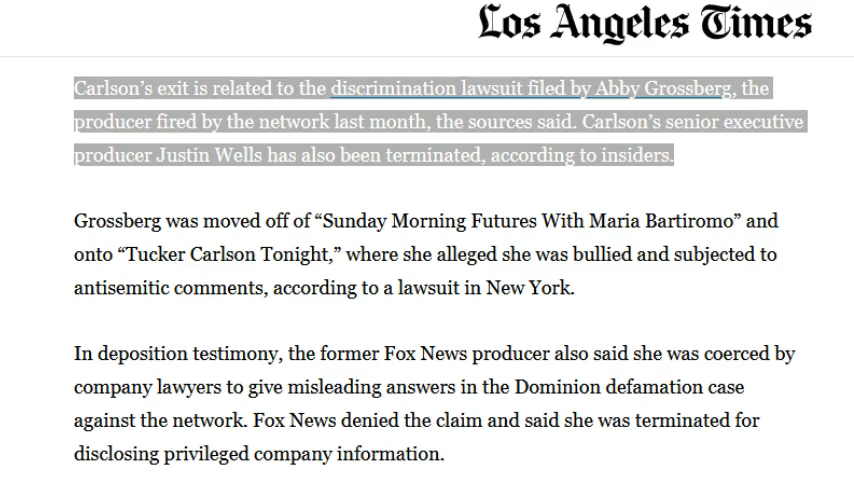 Los Angeles Times
Carlson’s exit is related to the discrimination lawsuit filed by Abby Grossberg, the
producer fired by the network last month, the sources said. Carlson’s senior executive
producer Justin Wells has also been terminated, according to insiders.
Grossberg was moved off of “Sunday Morning Futures With Maria Bartiromo” and
onto “Tucker Carlson Tonight,” where she alleged she was bullied and subjected to
antisemitic comments, according to a lawsuit in New York.
In deposition testimony, the former Fox News producer also said she was coerced by
company lawyers to give misleading answers in the Dominion defamation case
against the network. Fox News denied the claim and said she was terminated for
disclosing privileged company information.